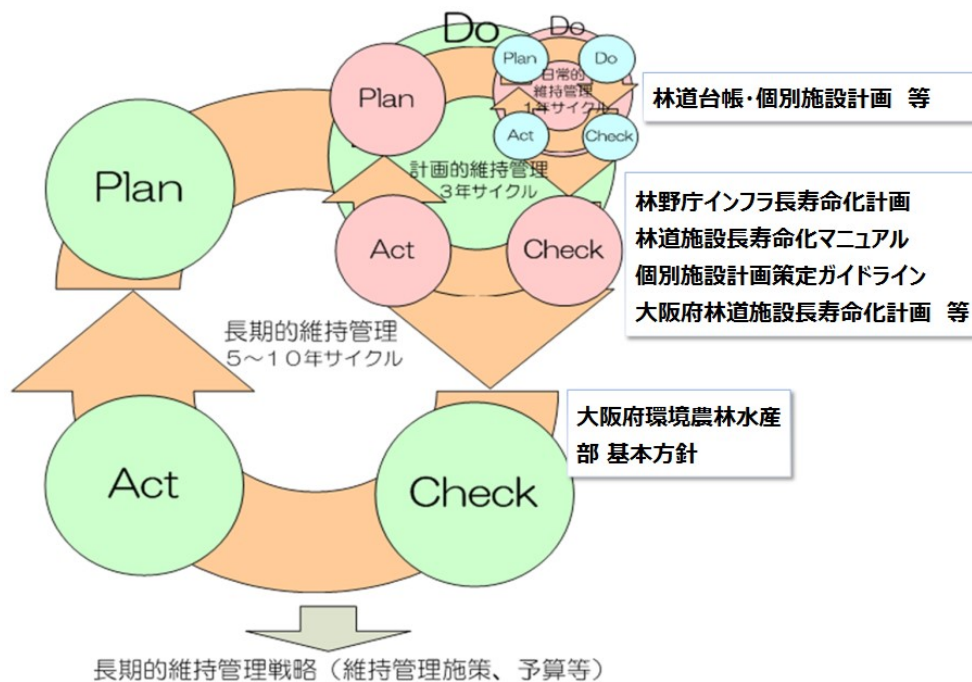 Do
Do
Plan
Do
日常的
維持管理
1年サイクル
Act
Check
林道台帳・個別施設計画 等
Plan
計画的維持管理
3年サイクル
Act
Check
林野庁インフラ長寿命化計画
林道施設長寿命化マニュアル
個別施設計画策定ガイドライン
大阪府林道施設長寿命化計画 等
Plan
長期的維持管理
5～10年サイクル
Act
Check
大阪府環境農林水産
部 基本方針
長期的維持管理戦略（維持管理施策、予算等）